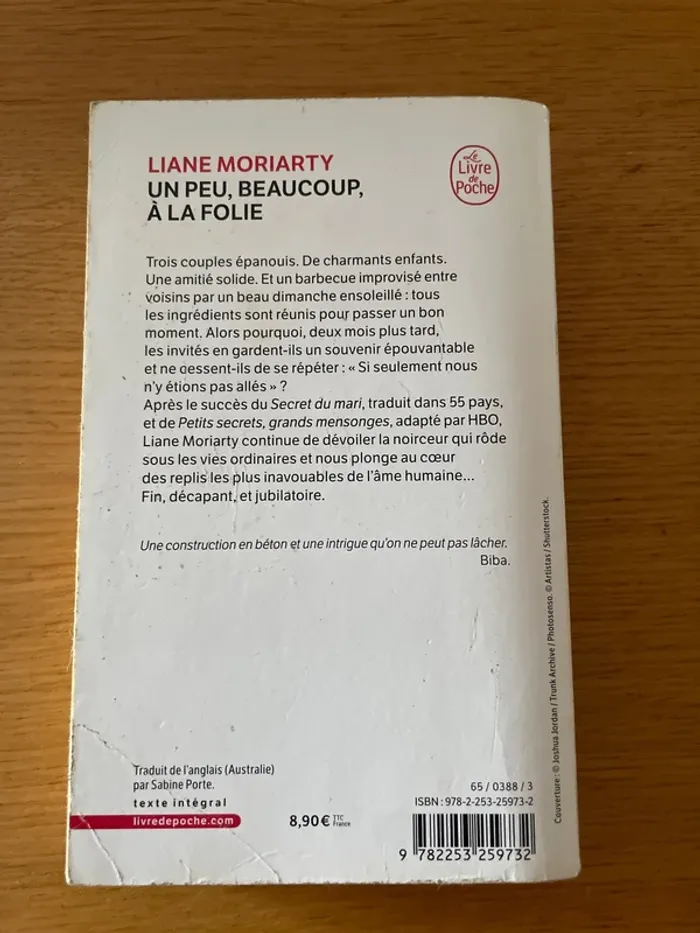 LIANE MORIARTY
UN PEU, BEAUCOUP,
À LA FOLIE
Le
Livre
de
Poche
Trois couples épanouis. De charmants enfants.
Une amitié solide. Et un barbecue improvisé entre
voisins par un beau dimanche ensoleillé : tous
les ingrédients sont réunis pour passer un bon
moment. Alors pourquoi, deux mois plus tard,
les invités en gardent-ils un souvenir épouvantable
et ne cessent-ils de se répéter : « Si seulement nous
n'y étions pas allés » ?
Après le succès du Secret du mari, traduit dans 55 pays,
et de Petits secrets, grands mensonges, adapté par HBO,
Liane Moriarty continue de dévoiler la noirceur qui rôde
sous les vies ordinaires et nous plonge au cœur
des replis les plus inavouables de l'âme humaine...
Fin, décapant, et jubilatoire.
Une construction en béton et une intrigue qu'on ne peut pas lâcher.
Biba.
Traduit de l'anglais (Australie)
par Sabine Porte.
texte intégral
livredepoche.com
8,90 € TTC
France
65 / 0388 / 3
ISBN : 978-2-253-25973-2
9 782253 259732
Couverture : © Joshua Jordan / Trunk Archive / Photosenso. © Artistas / Shutterstock.